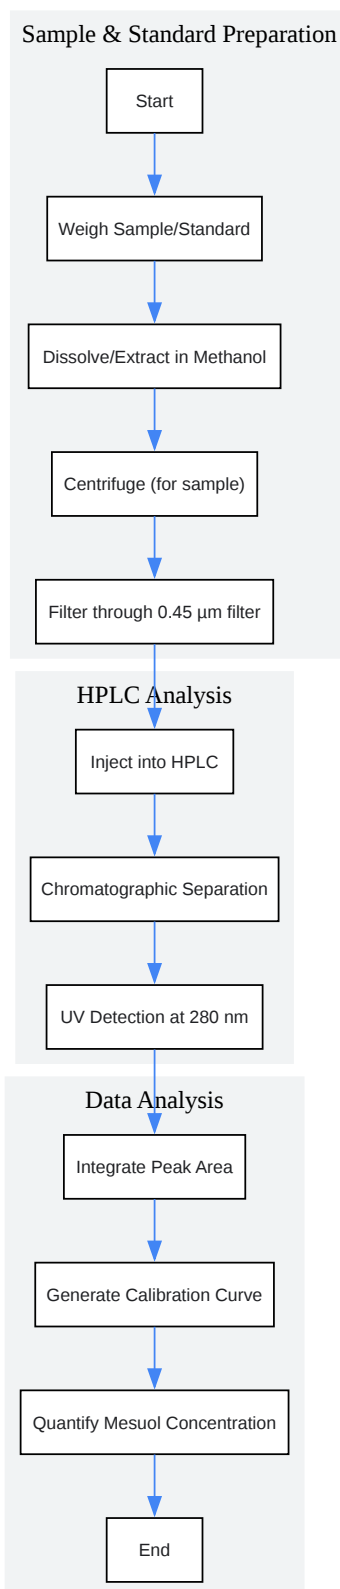 Sample & Standard Preparation
Start
Weigh Sample/Standard
Dissolve/Extract in Methanol
Centrifuge (for sample)
Filter through 0.45 µm filter
HPLC Analysis
Inject into HPLC
Chromatographic Separation
UV Detection at 280 nm
Data Analysis
Integrate Peak Area
Generate Calibration Curve
Quantify Mesuol Concentration
End